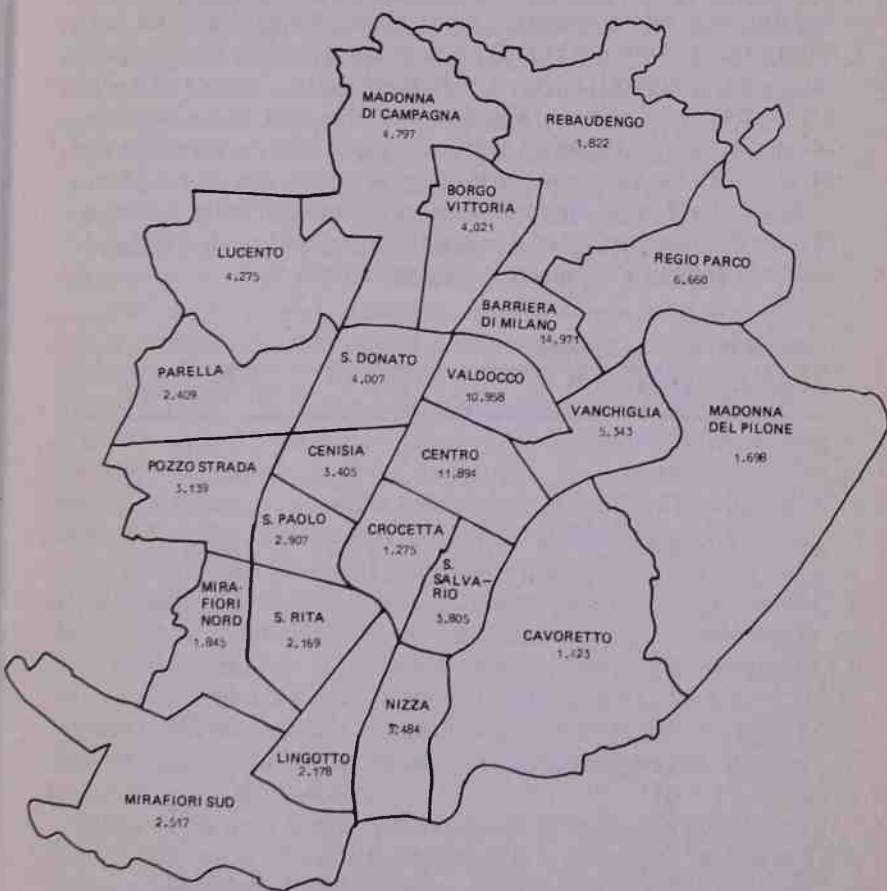 MADONNA
DI CAMPAGNA
4.797
REBAUDENGO
1.822
BORGO
VITTORIA
4.021
LUCENTO
4.275
REGIO PARCO
6.660
BARRIERA
DI MILANO
14.971
PARELLA
2.409
S. DONATO
4.007
VALDOCCO
10.958
VANCHIGLIA
5.343
MADONNA
DEL PILONE
1.698
POZZO STRADA
3.139
CENISIA
3.405
CENTRO
11.894
S. PAOLO
2.907
CROCETTA
1.275
S.
SALVA-
RIO
3.805
MIRA-
FIORI
NORD
1.845
S. RITA
2.169
CAVORETTO
NIZZA
LINGOTTO
2.178
MIRAFIORI SUD
2.517